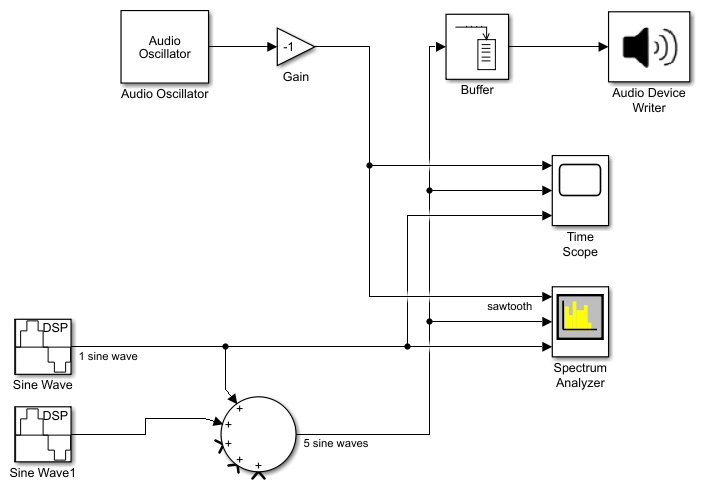 Audio
Oscillator
Audio Oscillator
-1
Gain
Buffer
Audio Device
Writer
Time
Scope
sawtooth
Spectrum
Analyzer
DSP
1 sine wave
Sine Wave
DSP
Sine Wave1
+
+
+
+
+
5 sine waves